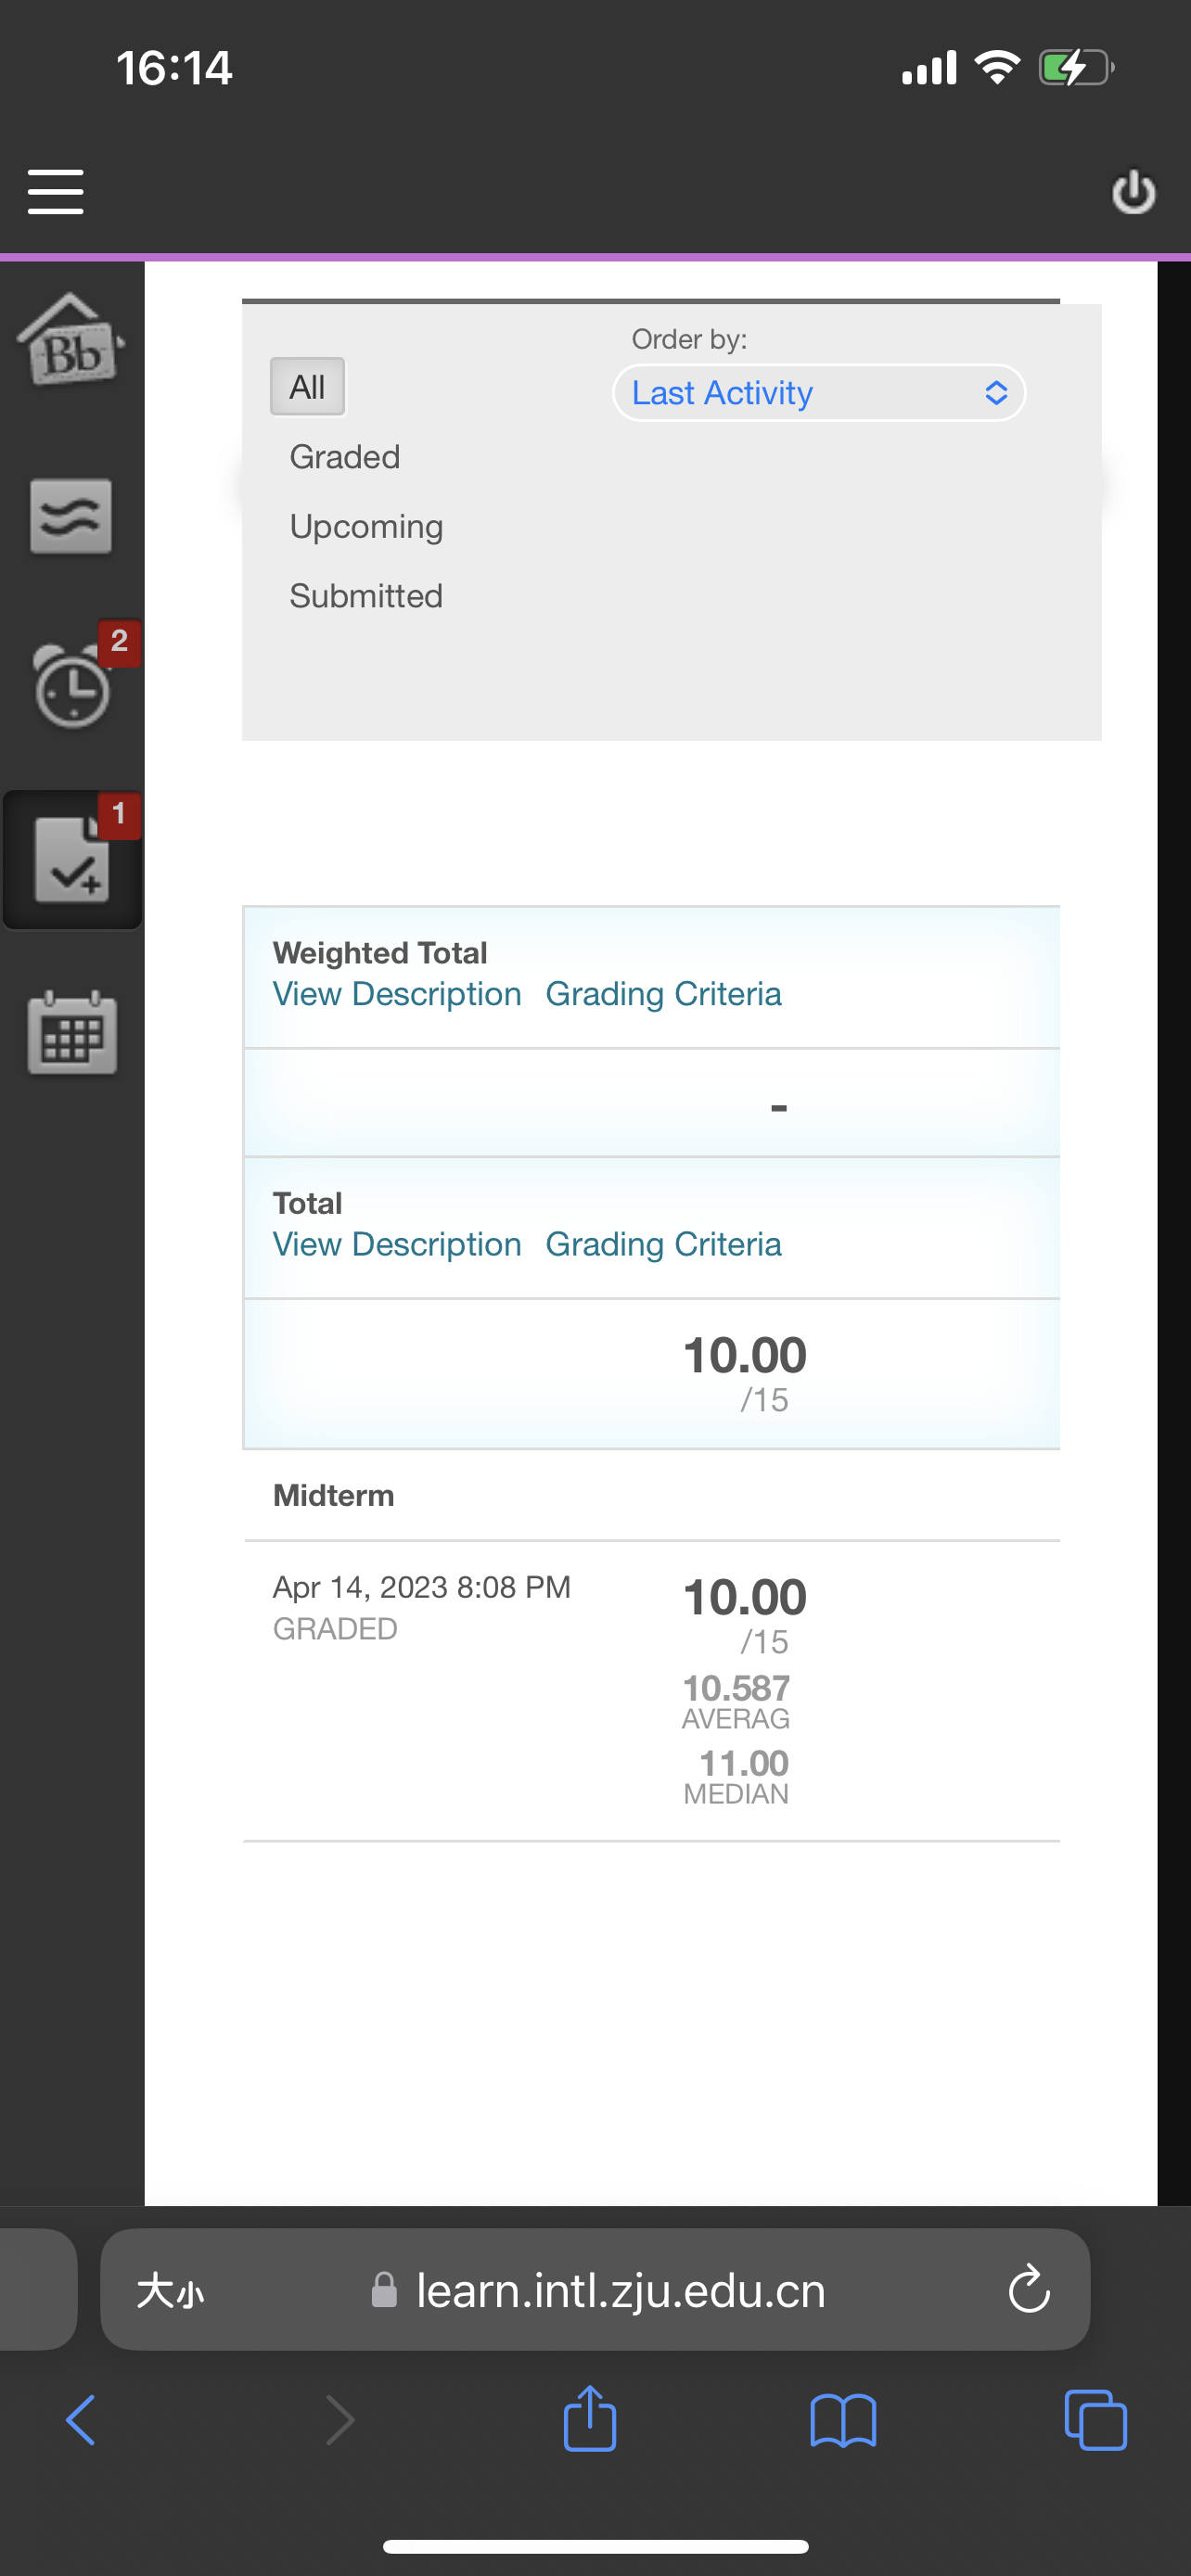 16:14
Bb
Order by:
All
Last Activity
Graded
Upcoming
Submitted
2
1
Weighted Total
View Description Grading Criteria
-
Total
View Description Grading Criteria
10.00
/15
Midterm
Apr 14, 2023 8:08 PM
GRADED
10.00
/15
10.587
AVERAG
11.00
MEDIAN
大小
learn.intl.zju.edu.cn